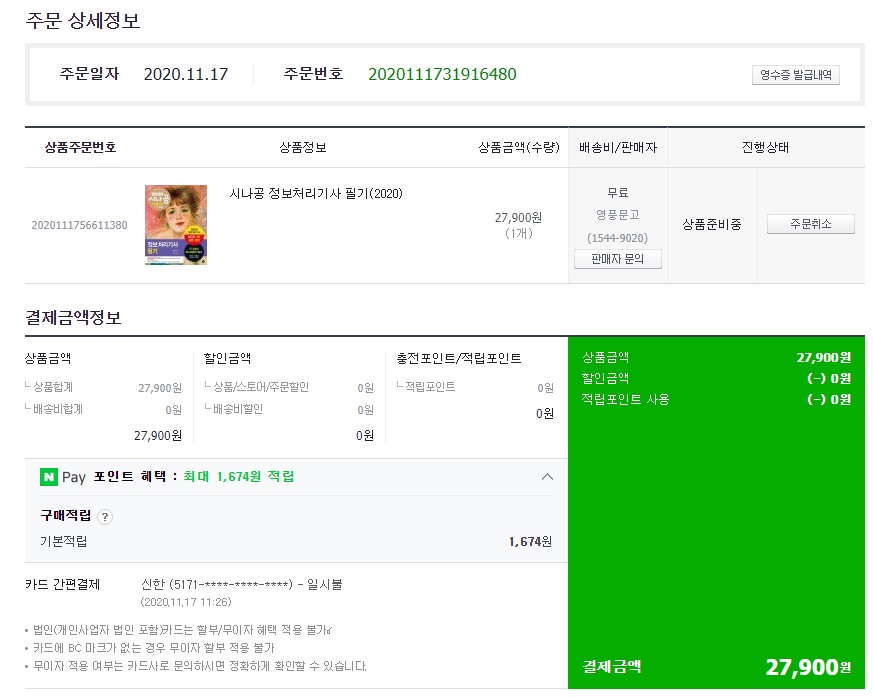 주문 상세정보
주문일자 2020.11.17 주문번호 2020111731916480 영수증 발급내역
상품주문번호 상품정보 상품금액(수량) 배송비/판매자 진행상태
2020111756611380 시나공 정보처리기사 필기(2020) 27,900원 (1개) 무료 영풍문고 (1544-9020) 판매자 문의 상품준비중 주문취소
시나공
정보처리기사
필기
결제금액정보
상품금액 할인금액 충전포인트/적립포인트
└ 상품합계 27,900원 └ 상품/스토어/주문할인 0원 └ 적립포인트 0원
└ 배송비합계 0원 └ 배송비할인 0원 0원
27,900원 0원
상품금액 27,900원
할인금액 (-) 0원
적립포인트 사용 (-) 0원
N Pay 포인트 혜택 : 최대 1,674원 적립
구매적립 ?
기본적립 1,674원
카드 간편결제 신한 (5171-****-****-****) - 일시불
(2020.11.17 11:26)
• 법인(개인사업자 법인 포함)카드는 할부/무이자 혜택 적용 불가
• 카드에 BC 마크가 없는 경우 무이자 할부 적용 불가
• 무이자 적용 여부는 카드사로 문의하시면 정확하게 확인할 수 있습니다.
결제금액 27,900원